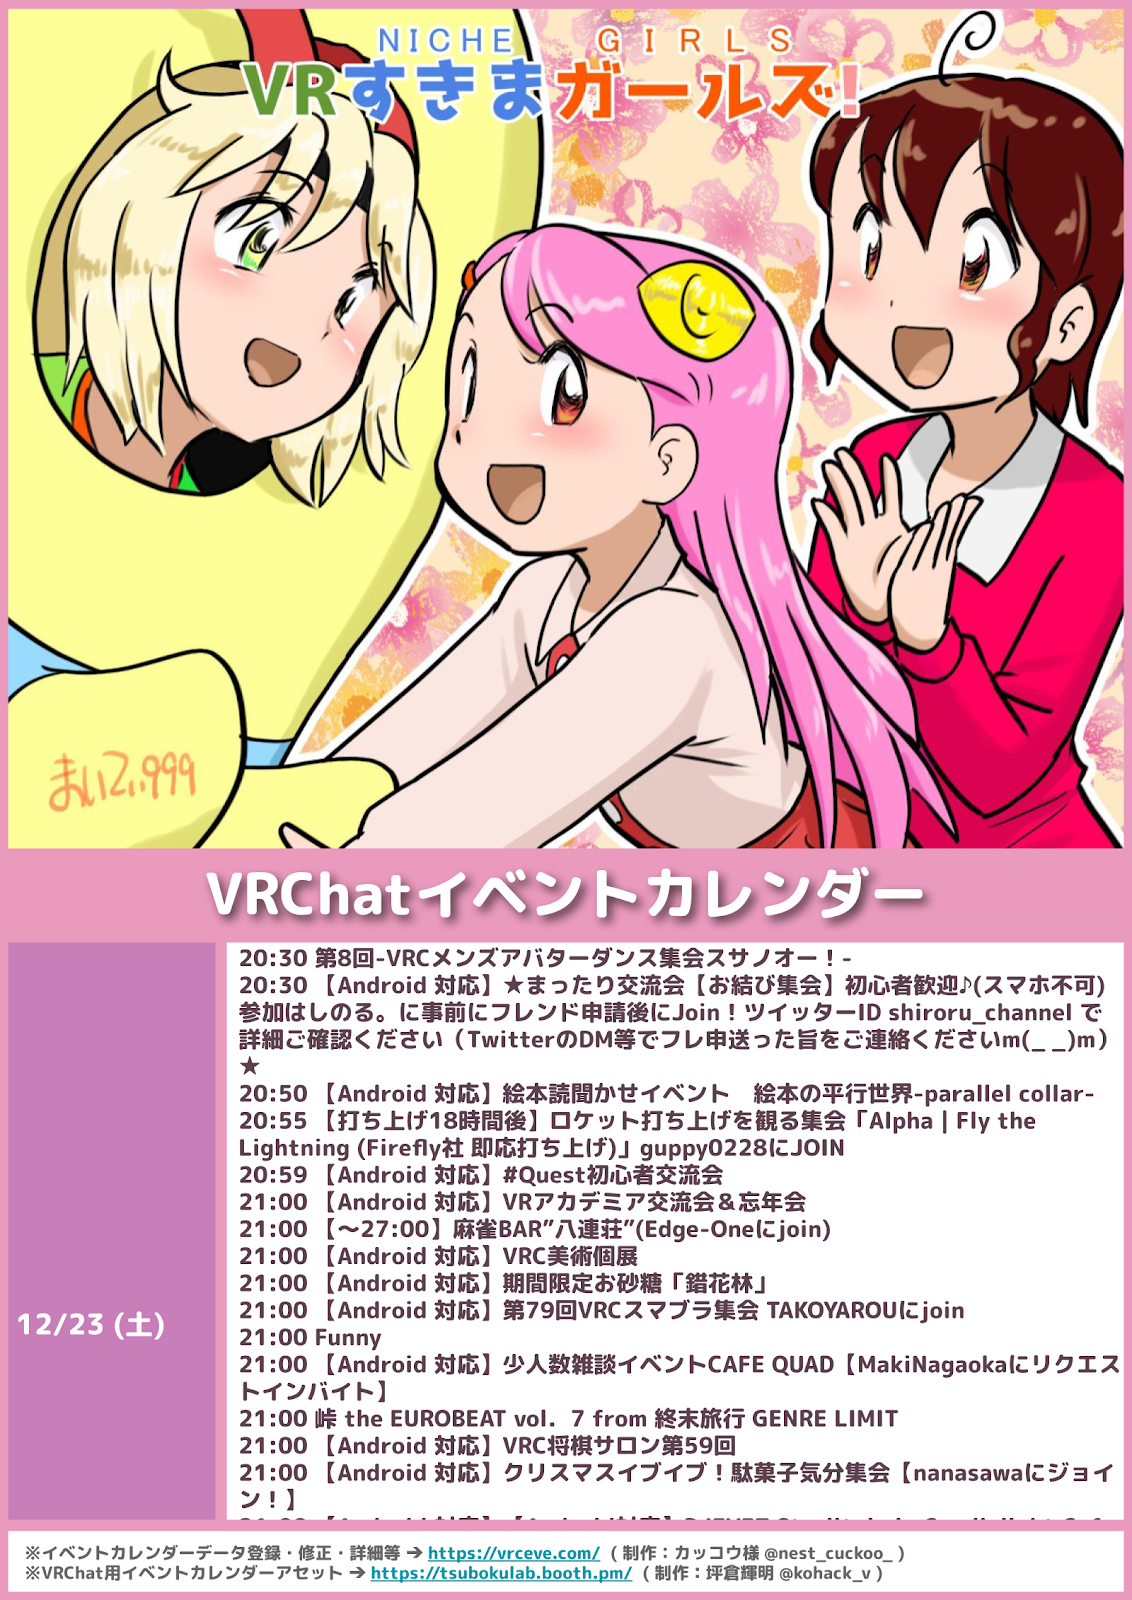 NICHE GIRLS
VRすきまガールズ!
まいてぃ999
VRChatイベントカレンダー
12/23 (土)
20:30 第8回-VRCメンズアバターダンス集会スサノオー！-
20:30 【Android 対応】★まったり交流会【お結び集会】初心者歓迎♪(スマホ不可)
参加はしのる。に事前にフレンド申請後にJoin！ツイッターID shiroru_channel で
詳細ご確認ください（TwitterのDM等でフレ申送った旨をご連絡くださいm(_ _)m）
★
20:50 【Android 対応】絵本読聞かせイベント　絵本の平行世界-parallel collar-
20:55 【打ち上げ18時間後】ロケット打ち上げを観る集会「Alpha | Fly the
Lightning (Firefly社 即応打ち上げ)」guppy0228にJOIN
20:59 【Android 対応】#Quest初心者交流会
21:00 【Android 対応】VRアカデミア交流会＆忘年会
21:00 【～27:00】麻雀BAR”八連荘”(Edge-Oneにjoin)
21:00 【Android 対応】VRC美術個展
21:00 【Android 対応】期間限定お砂糖「錯花林」
21:00 【Android 対応】第79回VRCスマブラ集会 TAKOYAROUにjoin
21:00 Funny
21:00 【Android 対応】少人数雑談イベントCAFE QUAD【MakiNagaokaにリクエス
トインバイト】
21:00 峠 the EUROBEAT vol．7 from 終末旅行 GENRE LIMIT
21:00 【Android 対応】VRC将棋サロン第59回
21:00 【Android 対応】クリスマスイブイブ！駄菓子気分集会【nanasawaにジョイ
ン！】
※イベントカレンダーデータ登録・修正・詳細等 ➔ https://vrceve.com/ （制作：カッコウ様 @nest_cuckoo_ ）
※VRChat用イベントカレンダーアセット ➔ https://tsubokulab.booth.pm/ （制作：坪倉輝明 @kohack_v ）